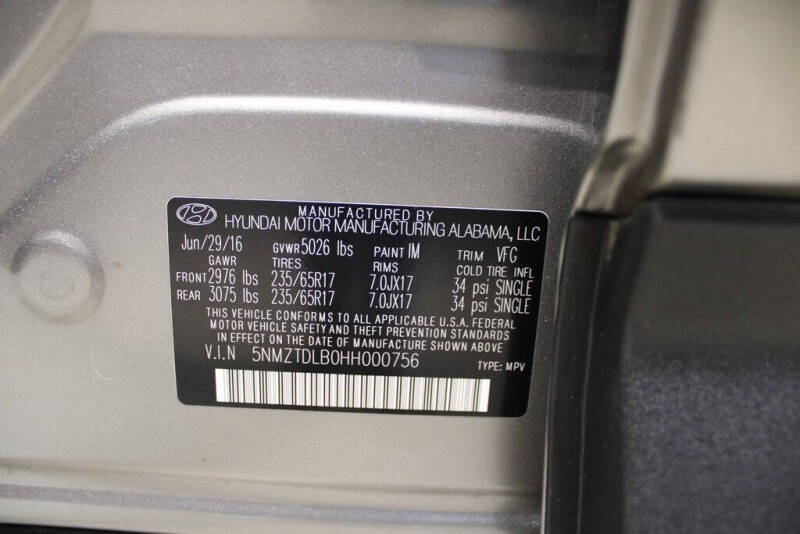 MANUFACTURED BY
HYUNDAI MOTOR MANUFACTURING ALABAMA, LLC
Jun/29/16 GVWR 5026 lbs PAINT IM TRIM VFC
GAWR TIRES RIMS COLD TIRE INFL
FRONT 2976 lbs 235/65R17 7.0JX17 34 psi SINGLE
REAR 3075 lbs 235/65R17 7.0JX17 34 psi SINGLE
THIS VEHICLE CONFORMS TO ALL APPLICABLE U.S.A. FEDERAL
MOTOR VEHICLE SAFETY AND THEFT PREVENTION STANDARDS
IN EFFECT ON THE DATE OF MANUFACTURE SHOWN ABOVE.
V.I.N 5NMZTDLB0HH000756 TYPE: MPV